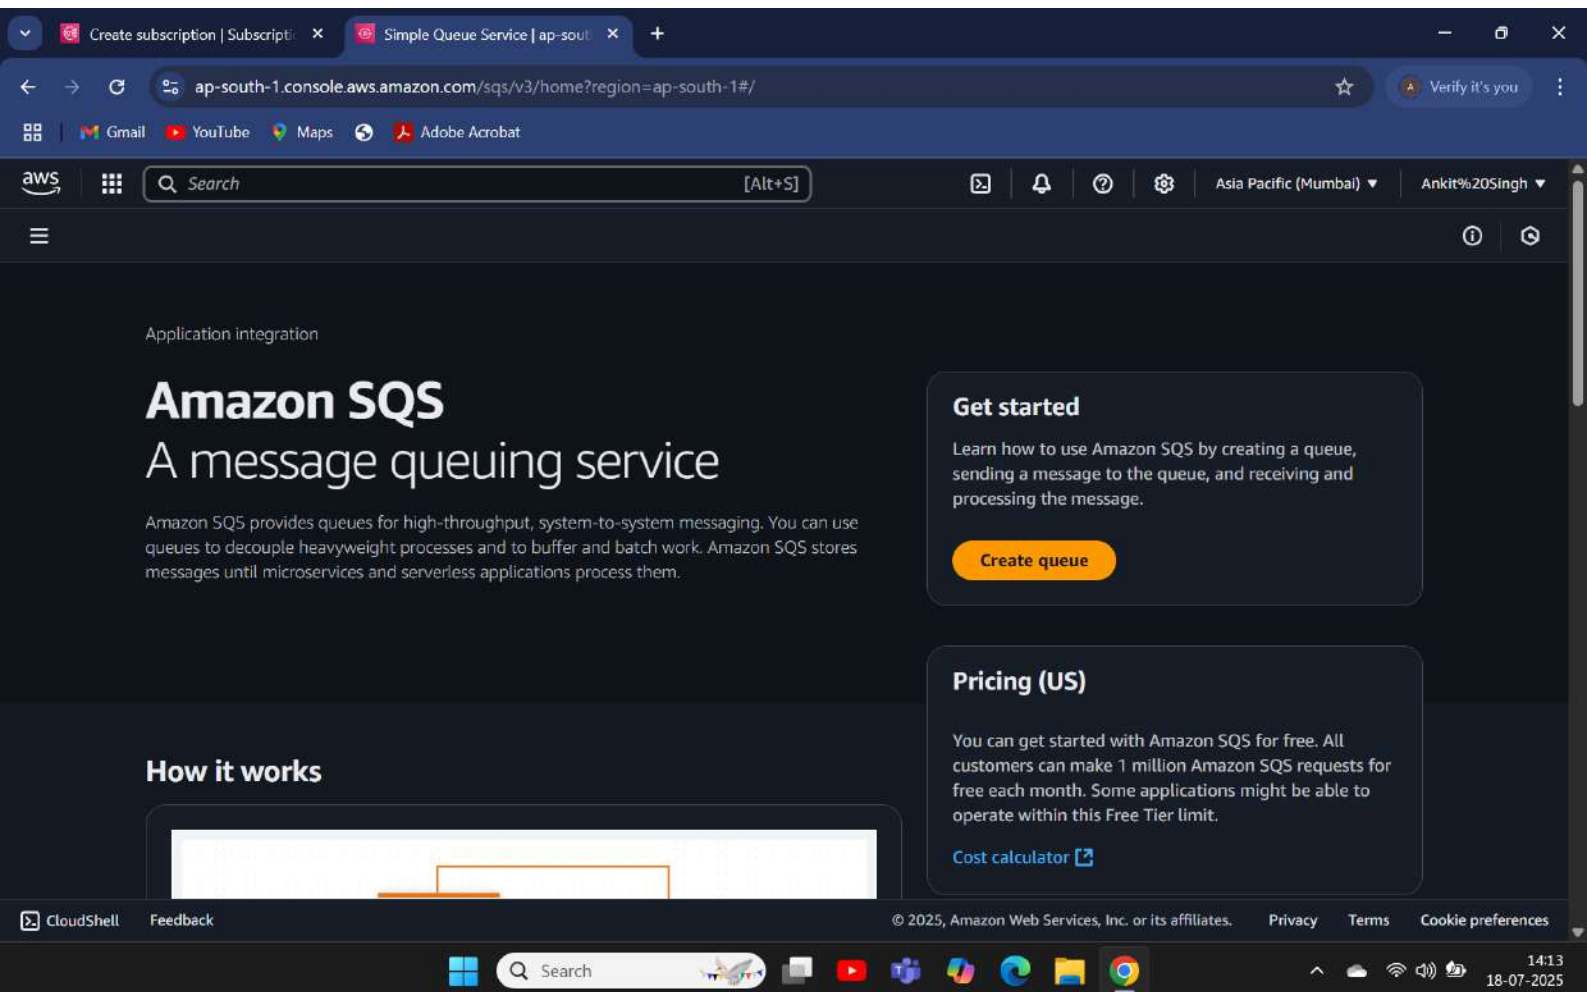 Create subscription | Subscripti
Simple Queue Service | ap-sout
ap-south-1.console.aws.amazon.com/sqs/v3/home?region=ap-south-1#/
Verify it's you
Gmail
YouTube
Maps
Adobe Acrobat
aws
Search
[Alt+S]
Asia Pacific (Mumbai)
Ankit%20Singh
Application integration
Amazon SQS
A message queuing service
Amazon SQS provides queues for high-throughput, system-to-system messaging. You can use
queues to decouple heavyweight processes and to buffer and batch work. Amazon SQS stores
messages until microservices and serverless applications process them.
Get started
Learn how to use Amazon SQS by creating a queue,
sending a message to the queue, and receiving and
processing the message.
Create queue
Pricing (US)
You can get started with Amazon SQS for free. All
customers can make 1 million Amazon SQS requests for
free each month. Some applications might be able to
operate within this Free Tier limit.
Cost calculator
How it works
CloudShell
Feedback
© 2025, Amazon Web Services, Inc. or its affiliates.
Privacy
Terms
Cookie preferences
Search
14:13
18-07-2025